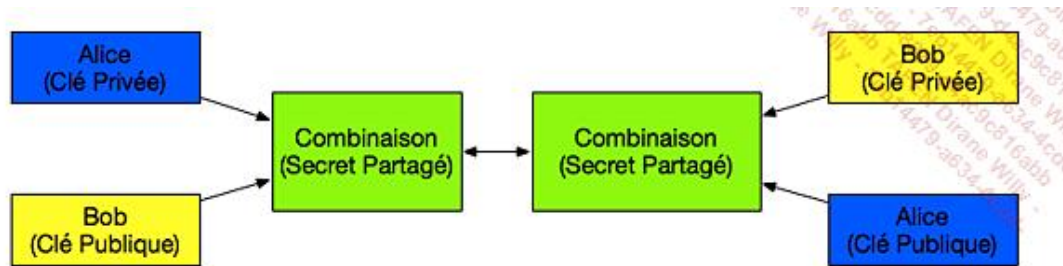 Alice
(Clé Privée)
Bob
(Clé Publique)
Combinaison
(Secret Partagé)
Combinaison
(Secret Partagé)
Bob
(Clé Privée)
Alice
(Clé Publique)